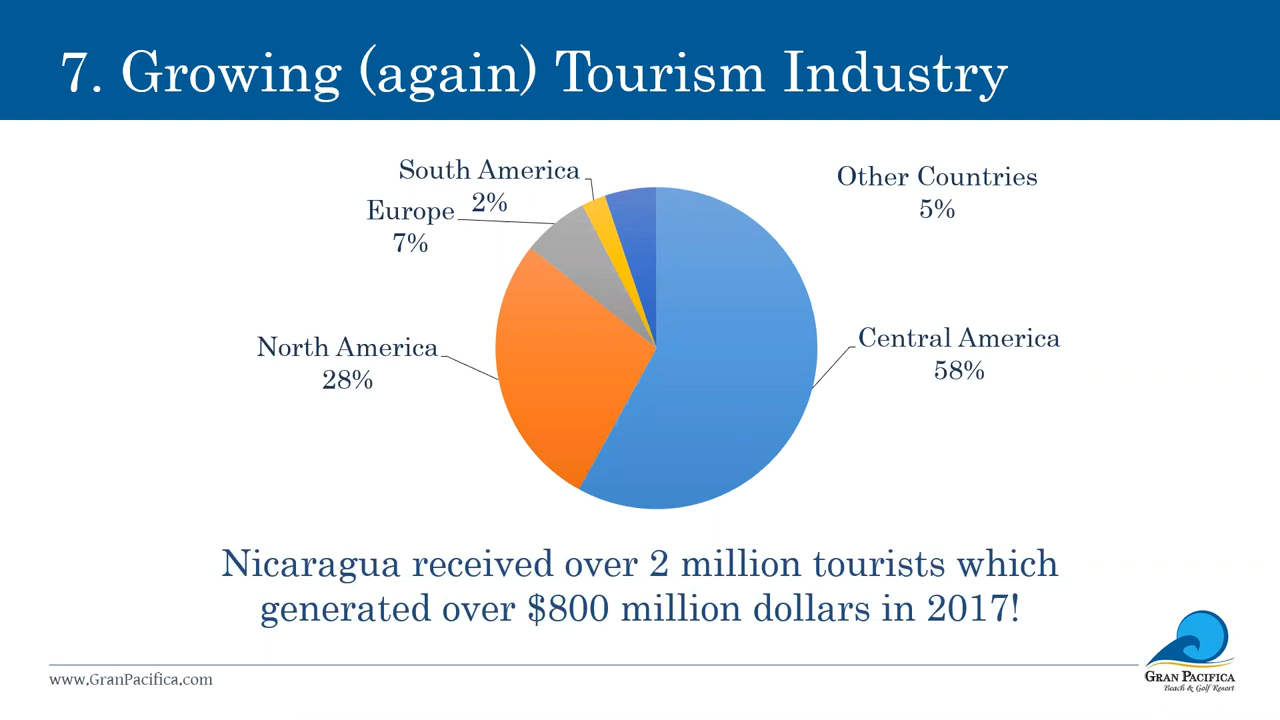 7. Growing (again) Tourism Industry
South America
2%
Europe
7%
Other Countries
5%
North America
28%
Central America
58%
Nicaragua received over 2 million tourists which
generated over $800 million dollars in 2017!
www.GranPacifica.com
GRAN PACIFICA
Beach & Golf Resort